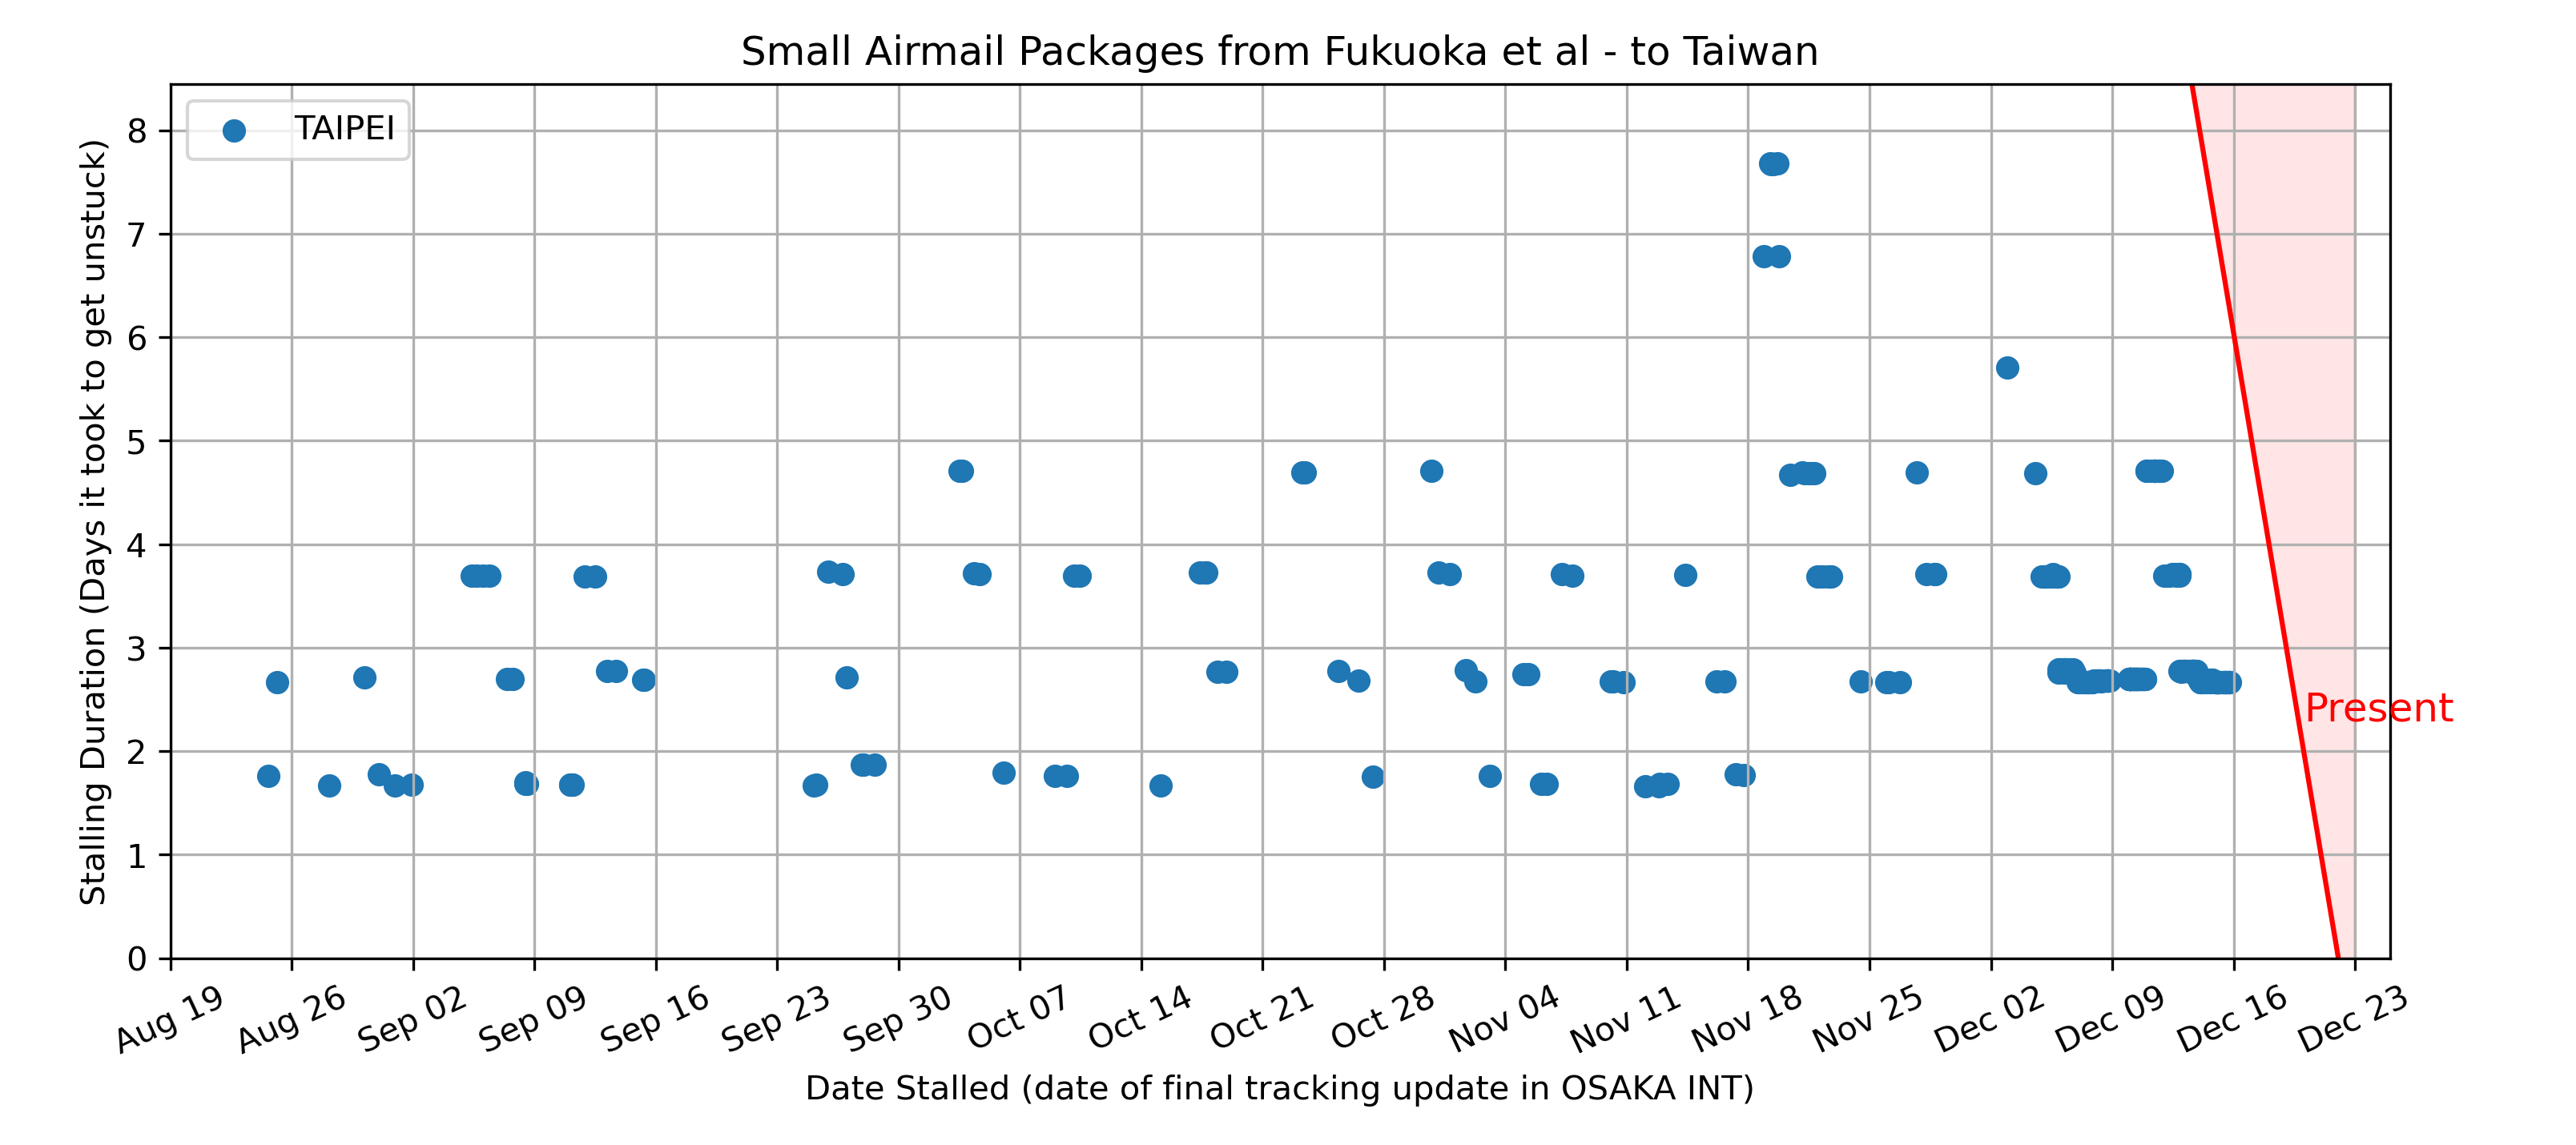 Small Airmail Packages from Fukuoka et al - to Taiwan
TAIPEI
Stalling Duration (Days it took to get unstuck)
8
7
6
5
4
3
2
1
0
Present
Aug 19
Aug 26
Sep 02
Sep 09
Sep 16
Sep 23
Sep 30
Oct 07
Oct 14
Oct 21
Oct 28
Nov 04
Nov 11
Nov 18
Nov 25
Dec 02
Dec 09
Dec 16
Dec 23
Date Stalled (date of final tracking update in OSAKA INT)